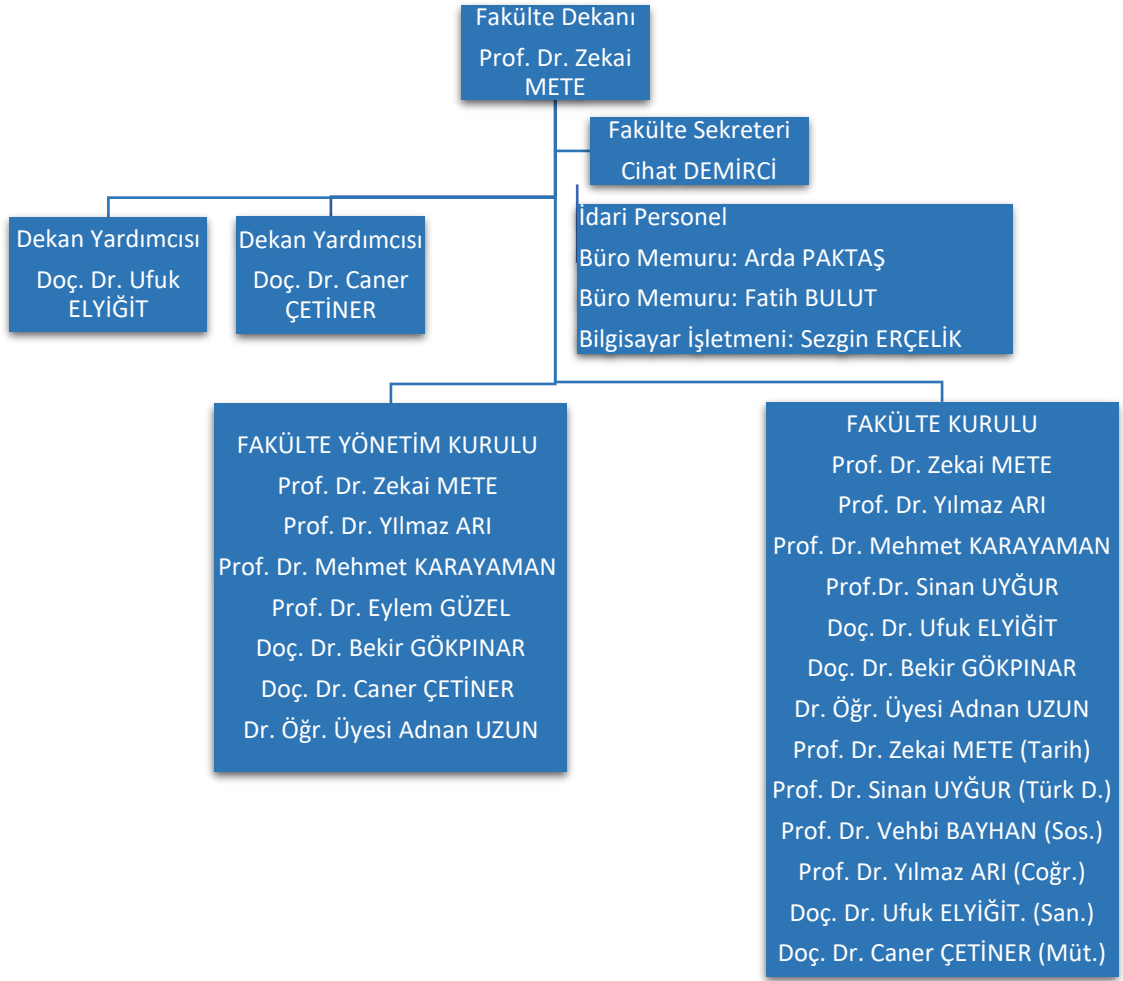 Fakülte Dekanı
Prof. Dr. Zekai
METE
Fakülte Sekreteri
Cihat DEMİRCİ
Dekan Yardımcısı
Doç. Dr. Ufuk
ELYİĞİT
Dekan Yardımcısı
Doç. Dr. Caner
ÇETİNER
İdari Personel
Büro Memuru: Arda PAKTAŞ
Büro Memuru: Fatih BULUT
Bilgisayar İşletmeni: Sezgin ERÇELİK
FAKÜLTE YÖNETİM KURULU
Prof. Dr. Zekai METE
Prof. Dr. YIlmaz ARI
Prof. Dr. Mehmet KARAYAMAN
Prof. Dr. Eylem GÜZEL
Doç. Dr. Bekir GÖKPINAR
Doç. Dr. Caner ÇETİNER
Dr. Öğr. Üyesi Adnan UZUN
FAKÜLTE KURULU
Prof. Dr. Zekai METE
Prof. Dr. Yılmaz ARI
Prof. Dr. Mehmet KARAYAMAN
Prof.Dr. Sinan UYĞUR
Doç. Dr. Ufuk ELYİĞİT
Doç. Dr. Bekir GÖKPINAR
Dr. Öğr. Üyesi Adnan UZUN
Prof. Dr. Zekai METE (Tarih)
Prof. Dr. Sinan UYĞUR (Türk D.)
Prof. Dr. Vehbi BAYHAN (Sos.)
Prof. Dr. Yılmaz ARI (Coğr.)
Doç. Dr. Ufuk ELYİĞİT. (San.)
Doç. Dr. Caner ÇETİNER (Müt.)